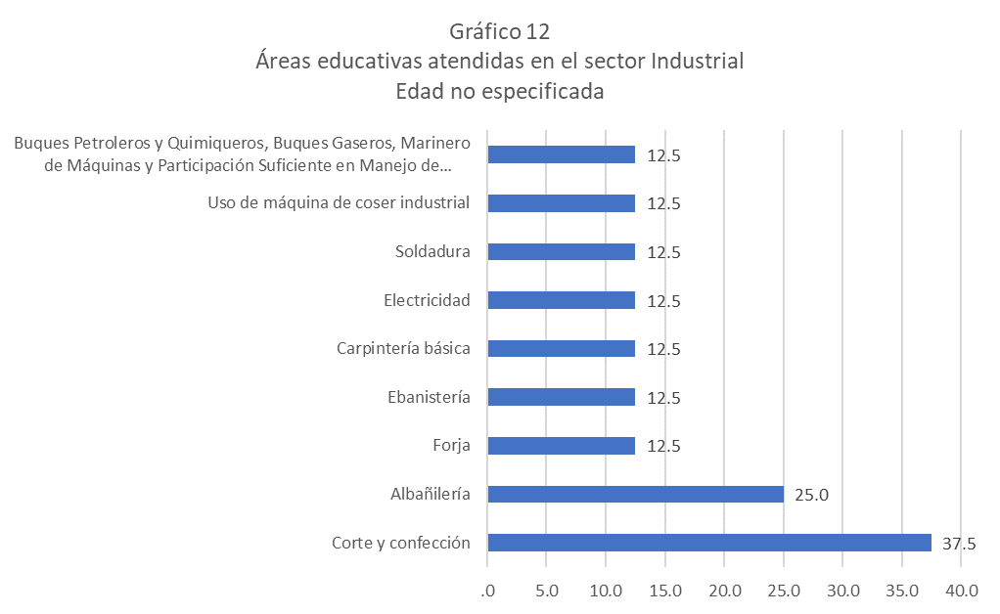 Gráfico 12
Áreas educativas atendidas en el sector Industrial
Edad no especificada
Buques Petroleros y Quimiqueros, Buques Gaseros, Marinero
de Máquinas y Participación Suficiente en Manejo de...
12.5
Uso de máquina de coser industrial
12.5
Soldadura
12.5
Electricidad
12.5
Carpintería básica
12.5
Ebanistería
12.5
Forja
12.5
Albañilería
25.0
Corte y confección
37.5
.0 5.0 10.0 15.0 20.0 25.0 30.0 35.0 40.0